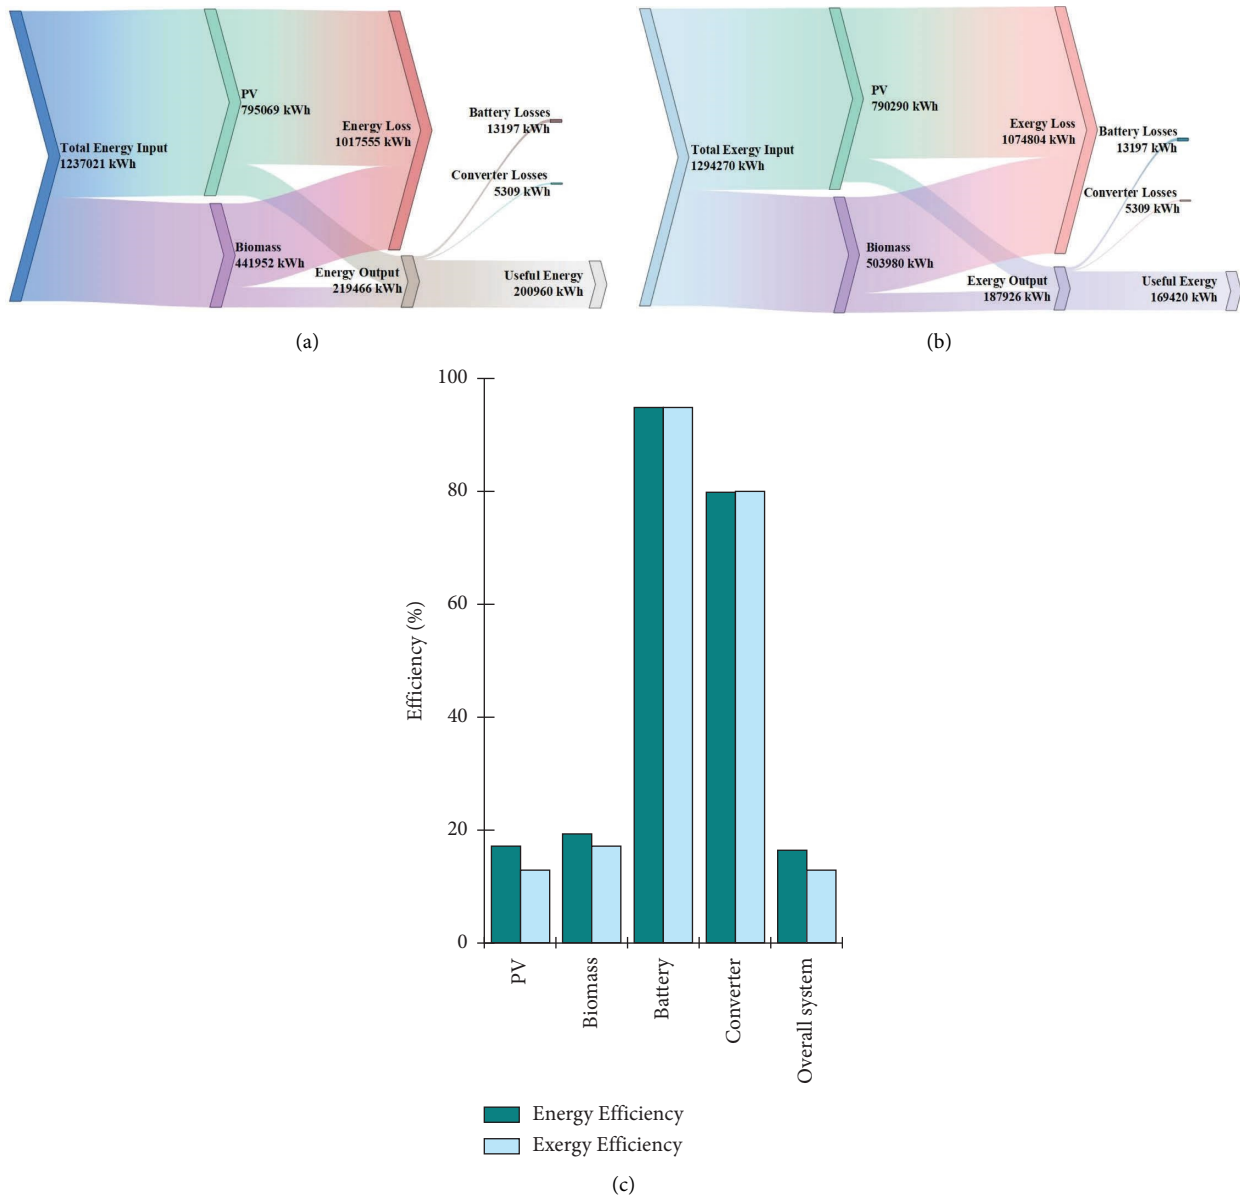 Total Energy Input
1237021 kWh
PV
795069 kWh
Biomass
441952 kWh
Energy Loss
1017555 kWh
Energy Output
219466 kWh
Battery Losses
13197 kWh
Converter Losses
5309 kWh
Useful Energy
200960 kWh
(a)
Total Exergy Input
1294270 kWh
PV
790290 kWh
Biomass
503980 kWh
Exergy Loss
1074804 kWh
Exergy Output
187926 kWh
Battery Losses
13197 kWh
Converter Losses
5309 kWh
Useful Exergy
169420 kWh
(b)
Efficiency (%)
100
80
60
40
20
0
PV
Biomass
Battery
Converter
Overall system
Energy Efficiency
Exergy Efficiency
(c)